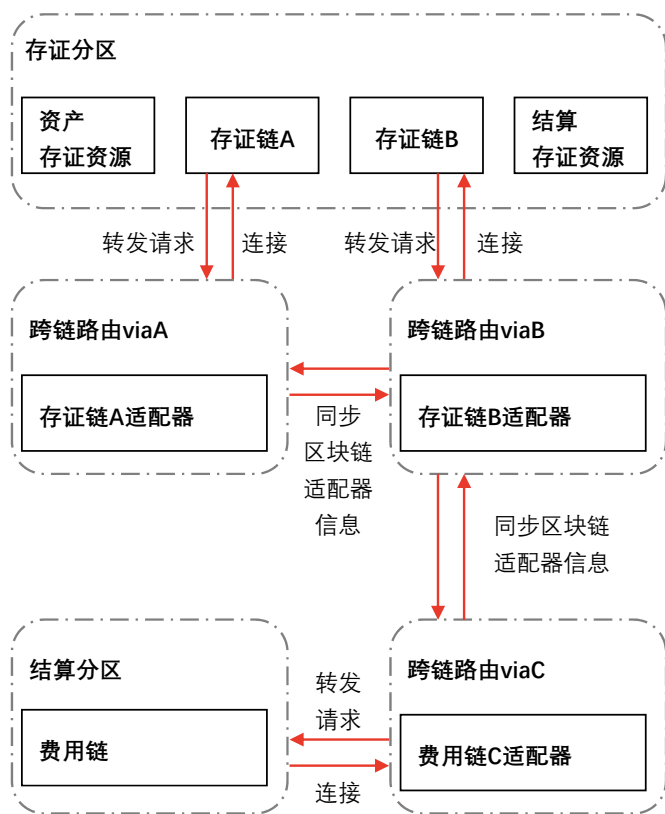 存证分区
资产
存证资源
存证链A
存证链B
结算
存证资源
转发请求
连接
转发请求
连接
跨链路由viaA
存证链A适配器
跨链路由viaB
存证链B适配器
同步
区块链
适配器
信息
同步区块链
适配器信息
结算分区
费用链
转发
请求
连接
跨链路由viaC
费用链C适配器